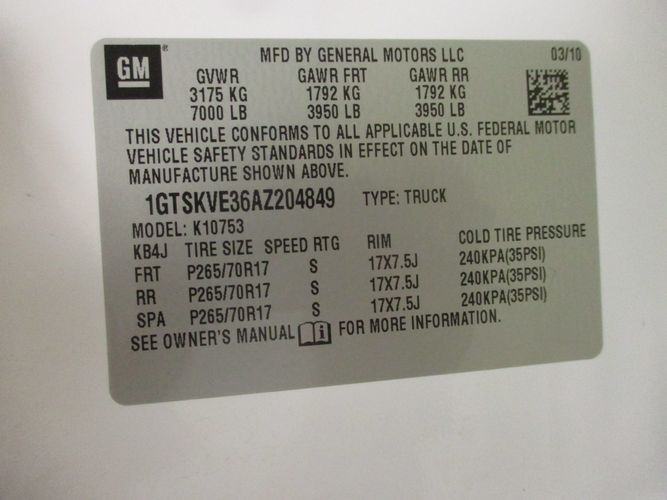 GM ® MFD BY GENERAL MOTORS LLC 03/10
GVWR GAWR FRT GAWR RR
3175 KG 1792 KG 1792 KG
7000 LB 3950 LB 3950 LB
THIS VEHICLE CONFORMS TO ALL APPLICABLE U.S. FEDERAL MOTOR
VEHICLE SAFETY STANDARDS IN EFFECT ON THE DATE OF
MANUFACTURE SHOWN ABOVE.
1GTSKVE36AZ204849 TYPE: TRUCK
MODEL: K10753
KB4J TIRE SIZE SPEED RTG RIM COLD TIRE PRESSURE
FRT P265/70R17 S 17X7.5J 240KPA(35PSI)
RR P265/70R17 S 17X7.5J 240KPA(35PSI)
SPA P265/70R17 S 17X7.5J 240KPA(35PSI)
SEE OWNER'S MANUAL i FOR MORE INFORMATION.